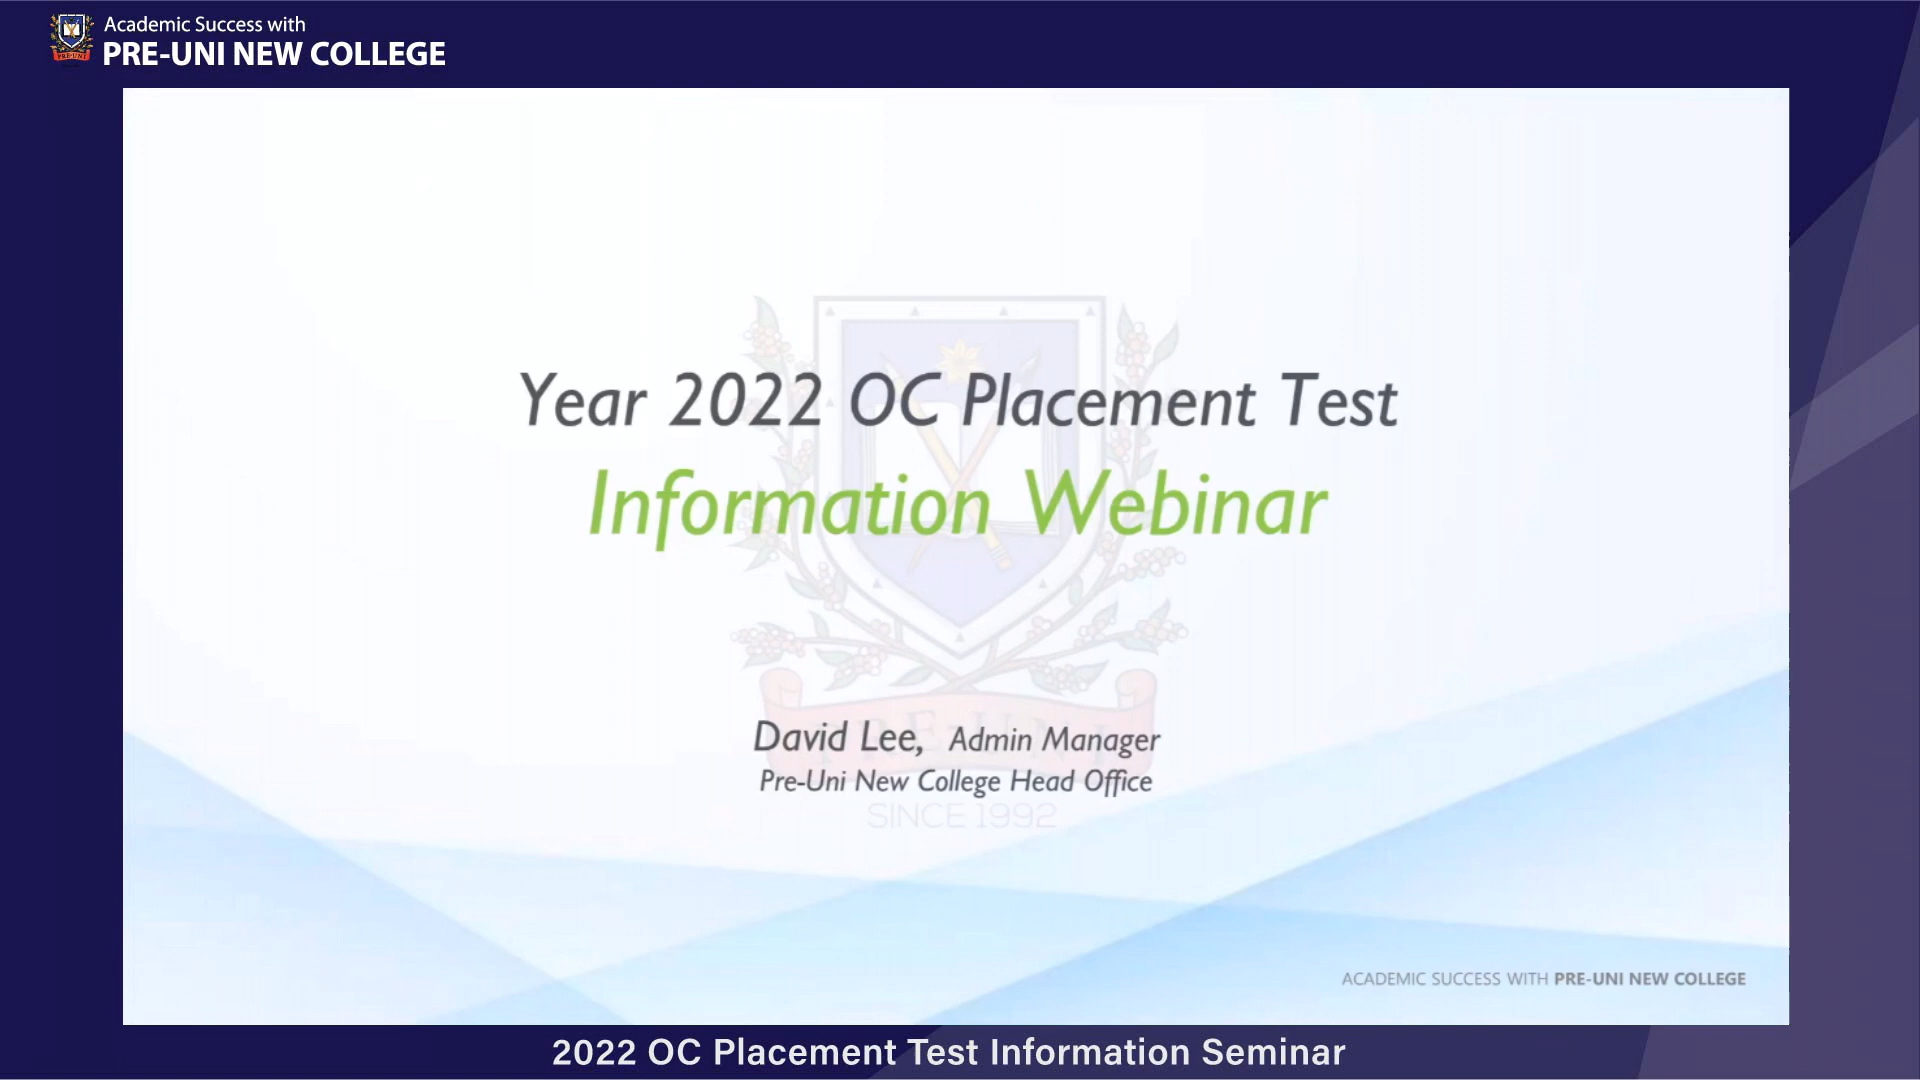 Academic Success with
PRE-UNI NEW COLLEGE
Year 2022 OC Placement Test
Information Webinar
PRE-UNI
David Lee, Admin Manager
Pre-Uni New College Head Office
SINCE 1992
ACADEMIC SUCCESS WITH PRE-UNI NEW COLLEGE
2022 OC Placement Test Information Seminar